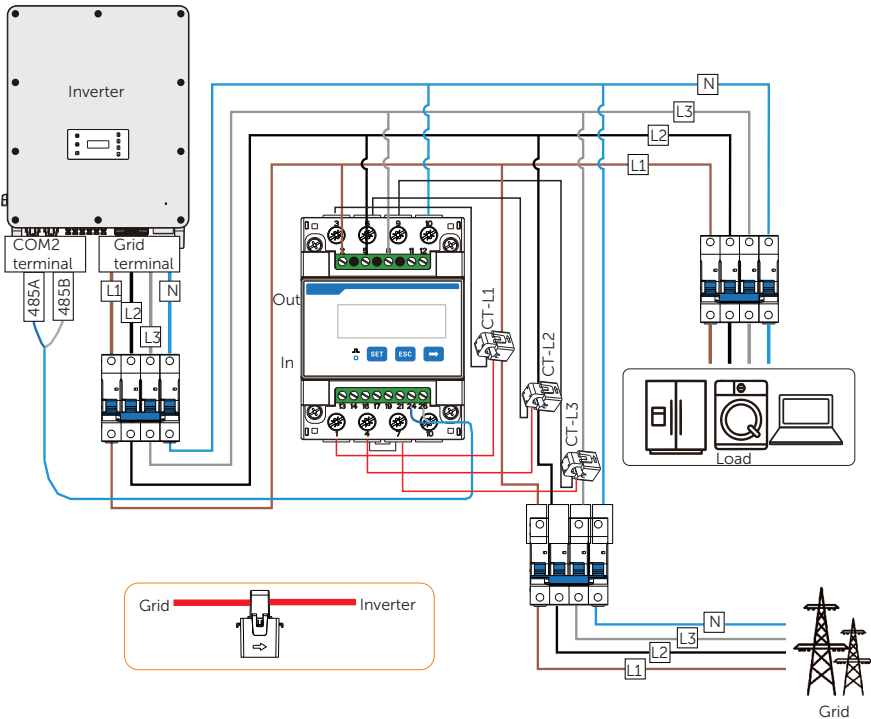 Inverter
COM2
terminal
Grid
terminal
485A
485B
L1
L2
L3
N
N
L3
L2
L1
3
6
9
10
2
5
8
11
12
Out
In
SET
ESC
13
14
16
17
19
21
24
25
1
4
7
10
CT-L1
CT-L2
CT-L3
Load
Grid
Inverter
N
L3
L2
L1
Grid